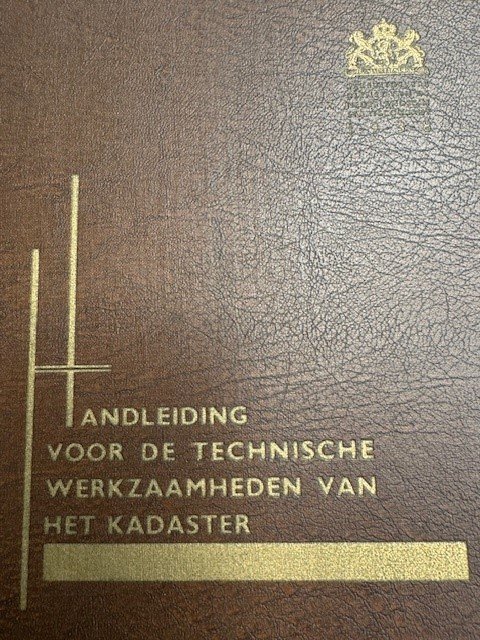 HANDLEIDING
VOOR DE TECHNISCHE
WERKZAAMHEDEN VAN
HET KADASTER